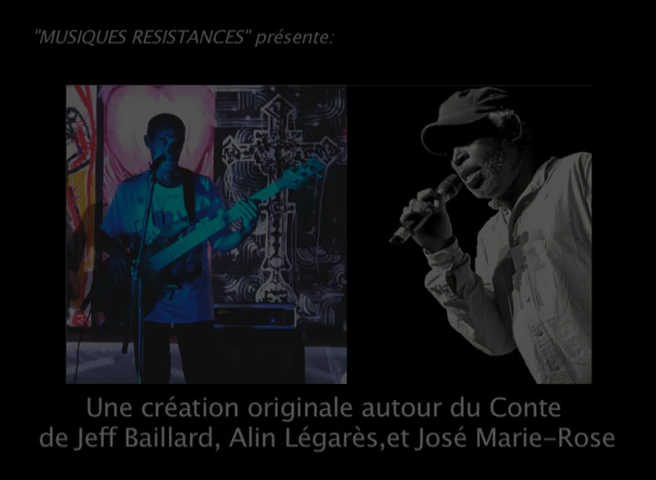 "MUSIQUES RESISTANCES" présente:
Une création originale autour du Conte
de Jeff Baillard, Alin Légarès,et José Marie-Rose